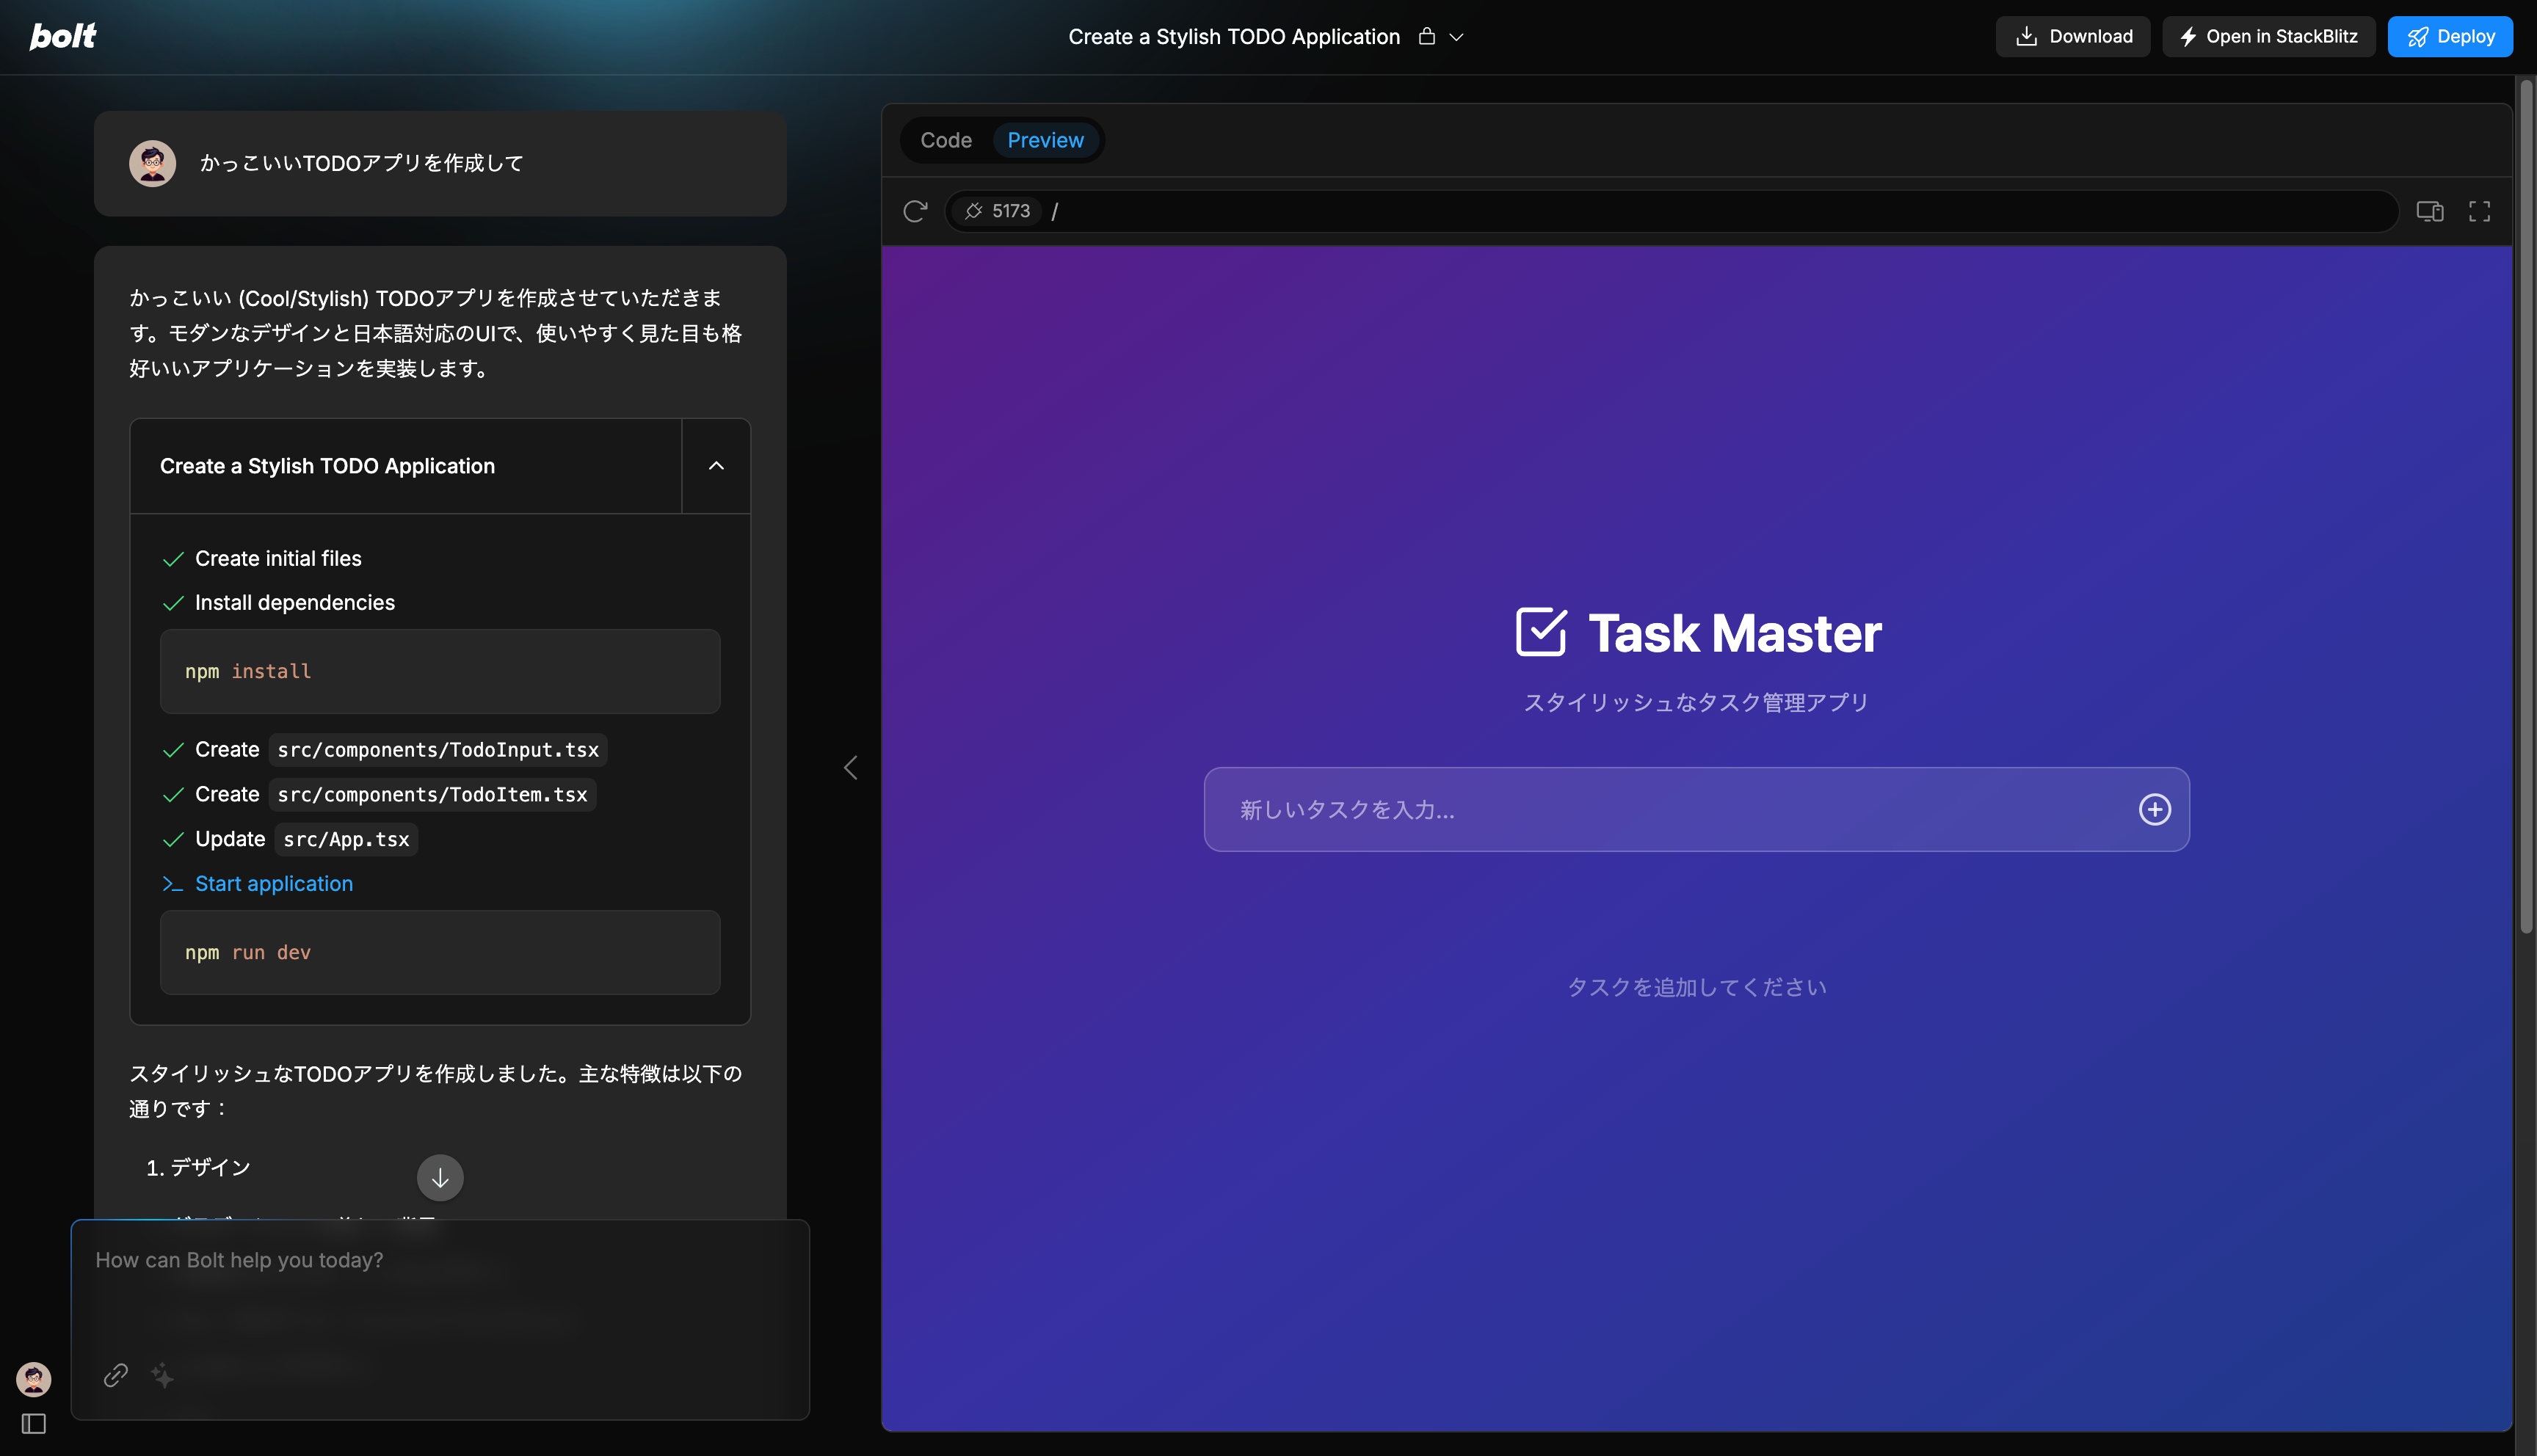 bolt
Create a Stylish TODO Application
Download
Open in StackBlitz
Deploy
かっこいいTODOアプリを作成して
かっこいい (Cool/Stylish) TODOアプリを作成させていただきま
す。モダンなデザインと日本語対応のUIで、使いやすく見た目も格
好いいアプリケーションを実装します。
Create a Stylish TODO Application
Create initial files
Install dependencies
npm install
Create src/components/TodoInput.tsx
Create src/components/TodoItem.tsx
Update src/App.tsx
Start application
npm run dev
スタイリッシュなTODOアプリを作成しました。主な特徴は以下の
通りです：
1. デザイン
How can Bolt help you today?
Code
Preview
5173 /
Task Master
スタイリッシュなタスク管理アプリ
新しいタスクを入力...
タスクを追加してください